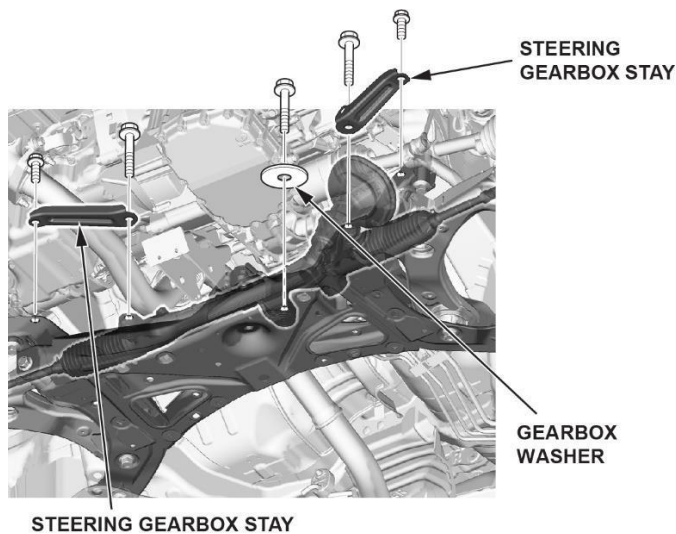 STEERING
GEARBOX STAY
GEARBOX
WASHER
STEERING GEARBOX STAY